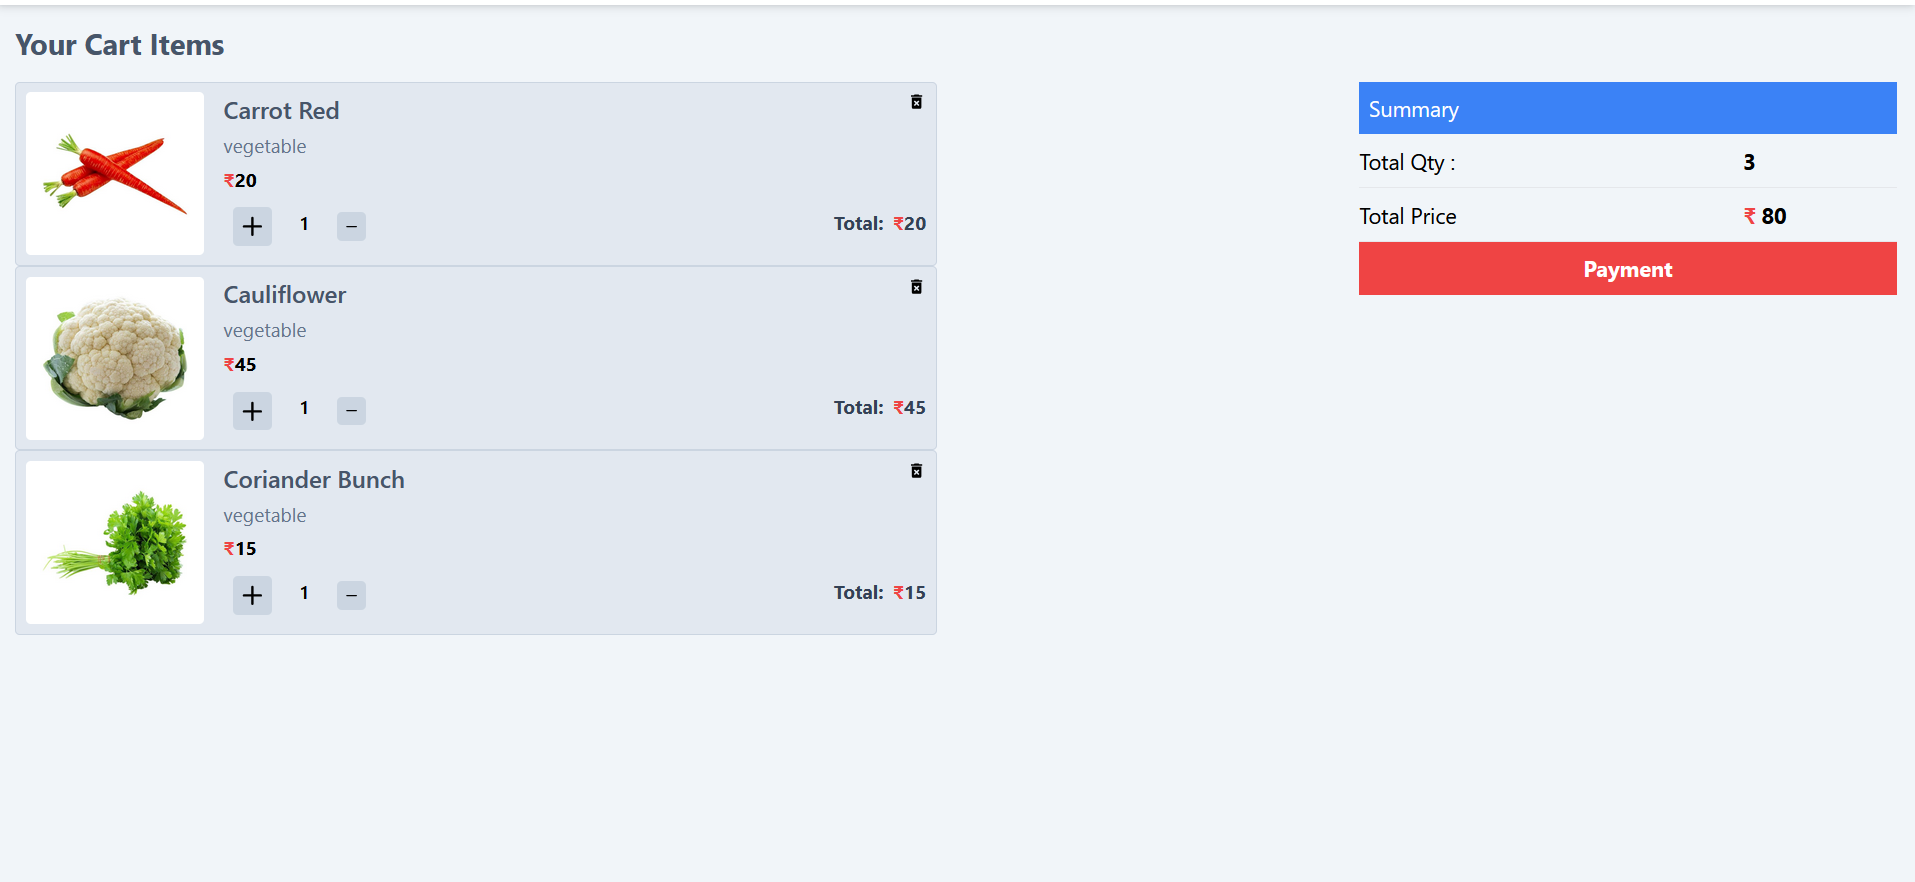 Your Cart Items
Carrot Red
vegetable
₹20
+ 1 −
Total: ₹20
Cauliflower
vegetable
₹45
+ 1 −
Total: ₹45
Coriander Bunch
vegetable
₹15
+ 1 −
Total: ₹15
Summary
Total Qty : 3
Total Price ₹ 80
Payment